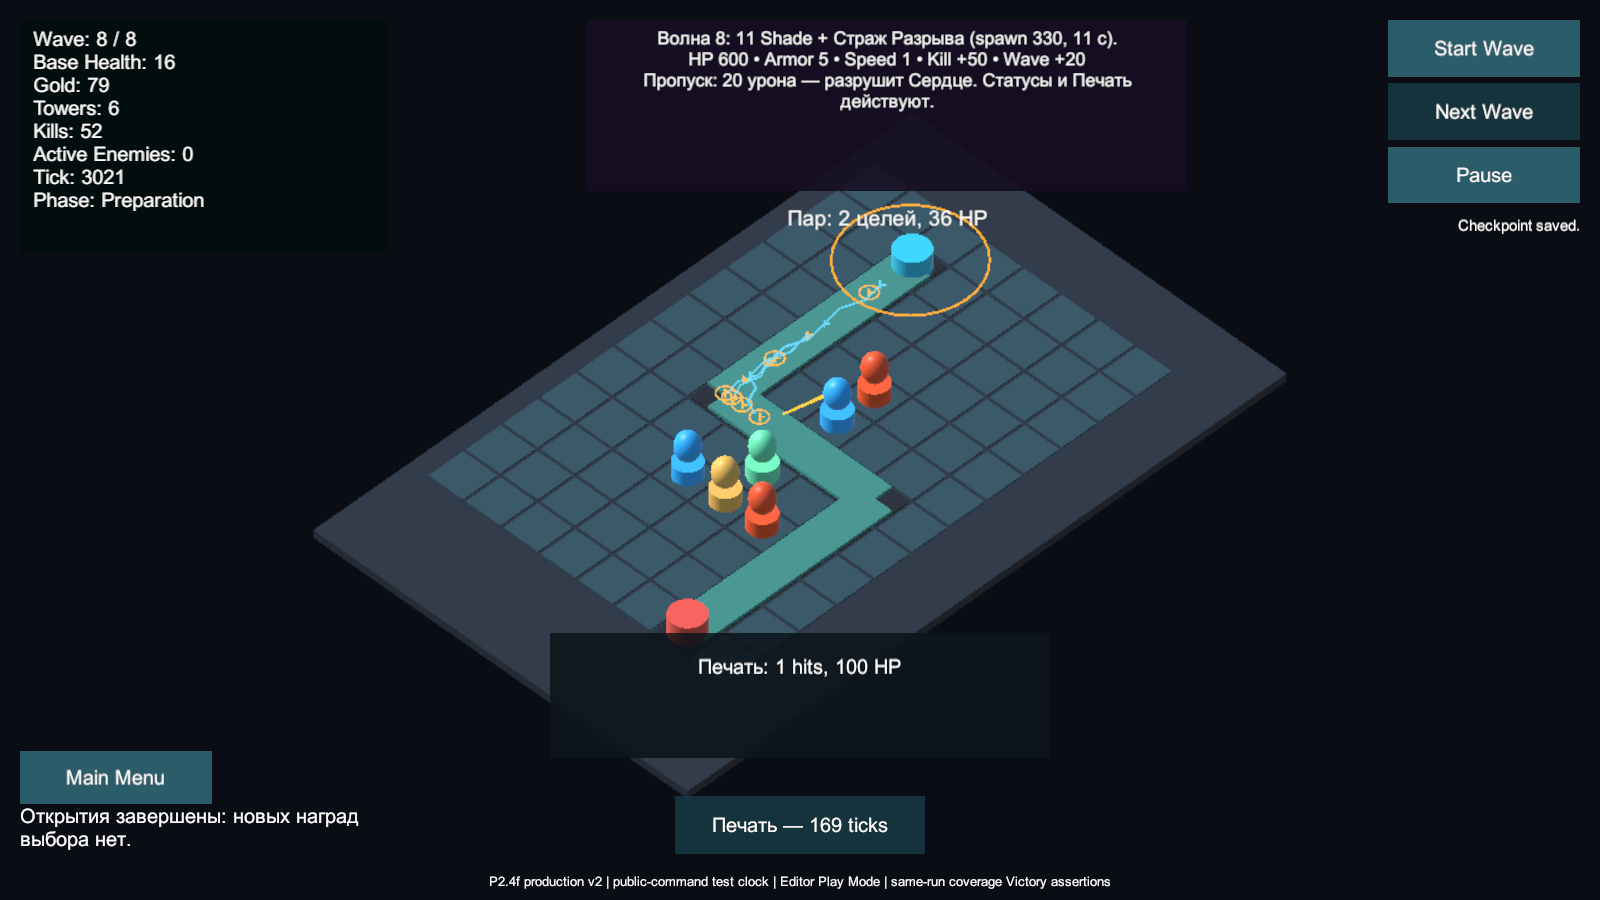 Wave: 8 / 8
Base Health: 16
Gold: 79
Towers: 6
Kills: 52
Active Enemies: 0
Tick: 3021
Phase: Preparation
Волна 8: 11 Shade + Страж Разрыва (spawn 330, 11 с).
HP 600 • Armor 5 • Speed 1 • Kill +50 • Wave +20
Пропуск: 20 урона — разрушит Сердце. Статусы и Печать
действуют.
Start Wave
Next Wave
Pause
Checkpoint saved.
Пар: 2 целей, 36 HP
Печать: 1 hits, 100 HP
Main Menu
Открытия завершены: новых наград
выбора нет.
Печать — 169 ticks
P2.4f production v2 | public-command test clock | Editor Play Mode | same-run coverage Victory assertions